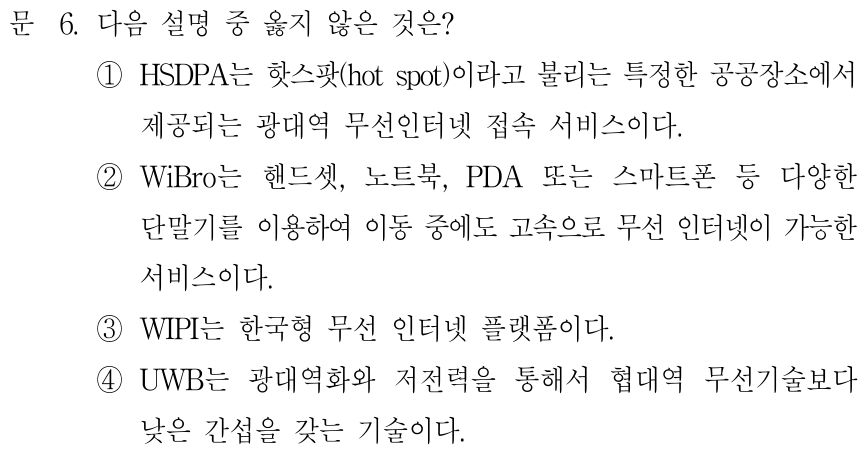 문 6. 다음 설명 중 옳지 않은 것은?
① HSDPA는 핫스팟(hot spot)이라고 불리는 특정한 공공장소에서
제공되는 광대역 무선인터넷 접속 서비스이다.
② WiBro는 핸드셋, 노트북, PDA 또는 스마트폰 등 다양한
단말기를 이용하여 이동 중에도 고속으로 무선 인터넷이 가능한
서비스이다.
③ WIPI는 한국형 무선 인터넷 플랫폼이다.
④ UWB는 광대역화와 저전력을 통해서 협대역 무선기술보다
낮은 간섭을 갖는 기술이다.